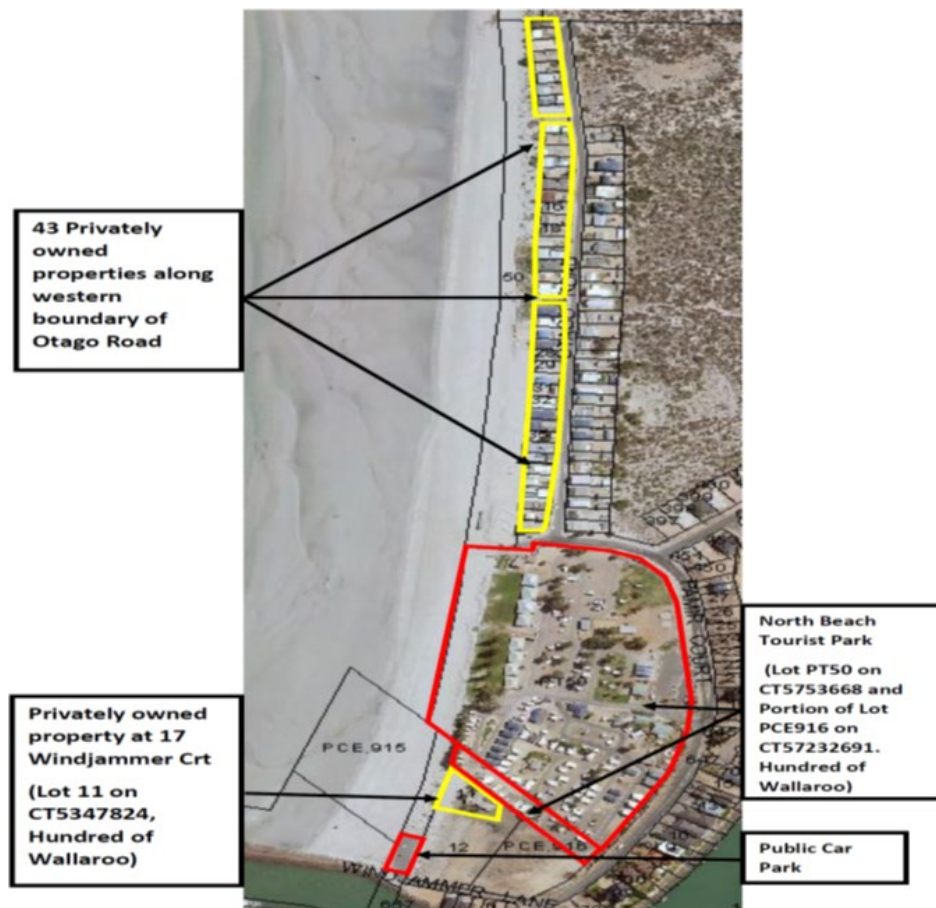 43 Privately
owned
properties along
western
boundary of
Otago Road
50
North Beach
Tourist Park
(Lot PT50 on
CT5753668 and
Portion of Lot
PCE916 on
CT57232691.
Hundred of
Wallaroo)
PAMIR COURT
Privately owned
property at 17
Windjammer Crt
(Lot 11 on
CT5347824,
Hundred of
Wallaroo)
PCE.915
12
PCE.916
WINDJAMMER LANE
Public Car
Park